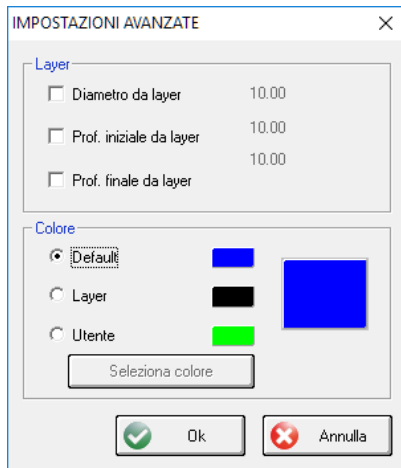 IMPOSTAZIONI AVANZATE
Layer
Diametro da layer 10.00
Prof. iniziale da layer 10.00
10.00
Prof. finale da layer
Colore
Default
Layer
Utente
Seleziona colore
Ok Annulla